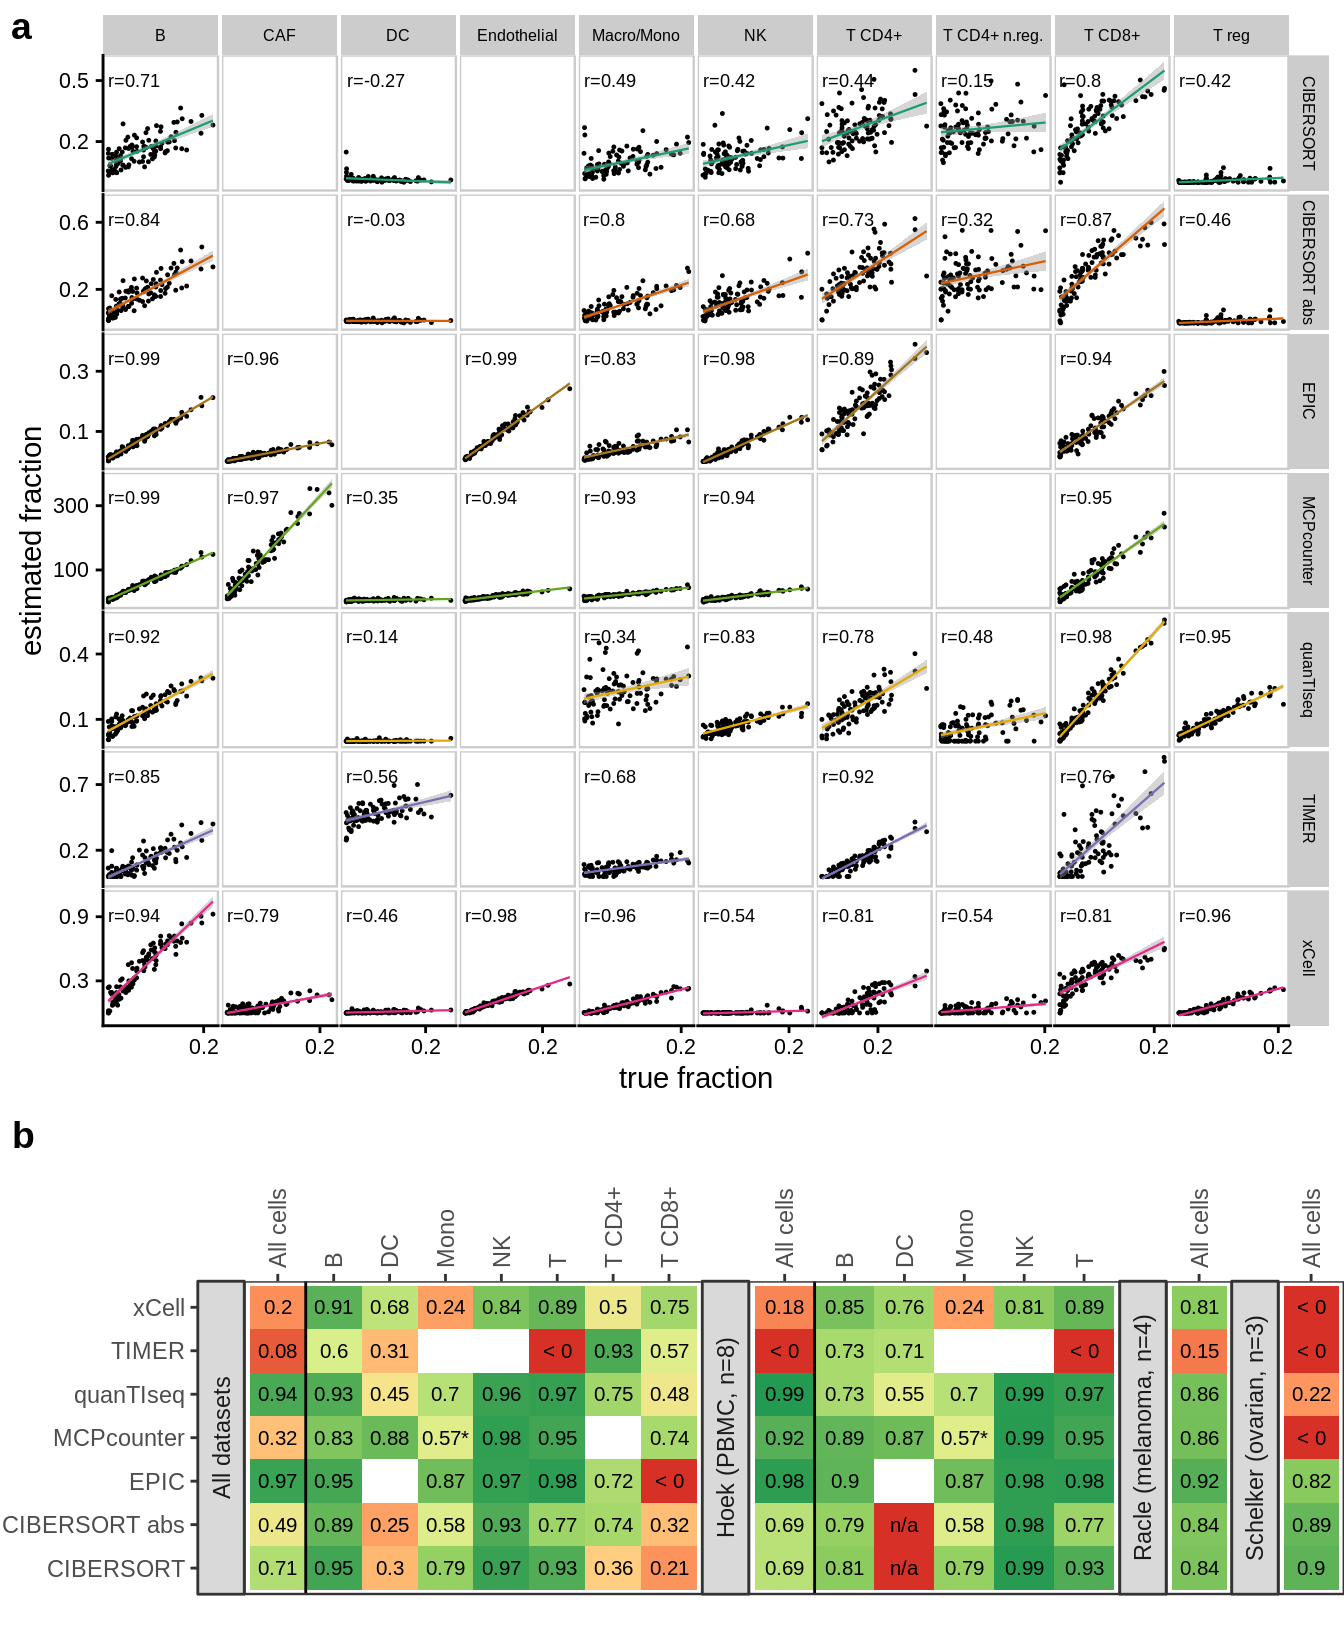 a
B CAF DC Endothelial Macro/Mono NK T CD4+ T CD4+ n.reg. T CD8+ T reg
0.5 0.2 r=0.71 r=-0.27 r=0.49 r=0.42 r=0.44 r=0.15 r=0.8 r=0.42 CIBERSORT
0.6 0.2 r=0.84 r=-0.03 r=0.8 r=0.68 r=0.73 r=0.32 r=0.87 r=0.46 CIBERSORT abs
0.3 0.1 r=0.99 r=0.96 r=0.99 r=0.83 r=0.98 r=0.89 r=0.94 EPIC
estimated fraction
300 100 r=0.99 r=0.97 r=0.35 r=0.94 r=0.93 r=0.94 r=0.95 MCPcounter
0.4 0.1 r=0.92 r=0.14 r=0.34 r=0.83 r=0.78 r=0.48 r=0.98 r=0.95 quanTIseq
0.7 0.2 r=0.85 r=0.56 r=0.68 r=0.92 r=0.76 TIMER
0.9 0.3 r=0.94 r=0.79 r=0.46 r=0.98 r=0.96 r=0.54 r=0.81 r=0.54 r=0.81 r=0.96 xCell
0.2 0.2 0.2 0.2 0.2 0.2 0.2 0.2 0.2 0.2
true fraction
b
All cells B DC Mono NK T T CD4+ T CD8+ All cells B DC Mono NK T All cells All cells
All datasets
Hoek (PBMC, n=8)
Racle (melanoma, n=4)
Schelker (ovarian, n=3)
xCell 0.2 0.91 0.68 0.24 0.84 0.89 0.5 0.75 0.18 0.85 0.76 0.24 0.81 0.89 0.81 < 0
TIMER 0.08 0.6 0.31 < 0 0.93 0.57 < 0 0.73 0.71 < 0 0.15 < 0
quanTIseq 0.94 0.93 0.45 0.7 0.96 0.97 0.75 0.48 0.99 0.73 0.55 0.7 0.99 0.97 0.86 0.22
MCPcounter 0.32 0.83 0.88 0.57* 0.98 0.95 0.74 0.92 0.89 0.87 0.57* 0.99 0.95 0.86 < 0
EPIC 0.97 0.95 0.87 0.97 0.98 0.72 < 0 0.98 0.9 0.87 0.98 0.98 0.92 0.82
CIBERSORT abs 0.49 0.89 0.25 0.58 0.93 0.77 0.74 0.32 0.69 0.79 n/a 0.58 0.98 0.77 0.84 0.89
CIBERSORT 0.71 0.95 0.3 0.79 0.97 0.93 0.36 0.21 0.69 0.81 n/a 0.79 0.99 0.93 0.84 0.9